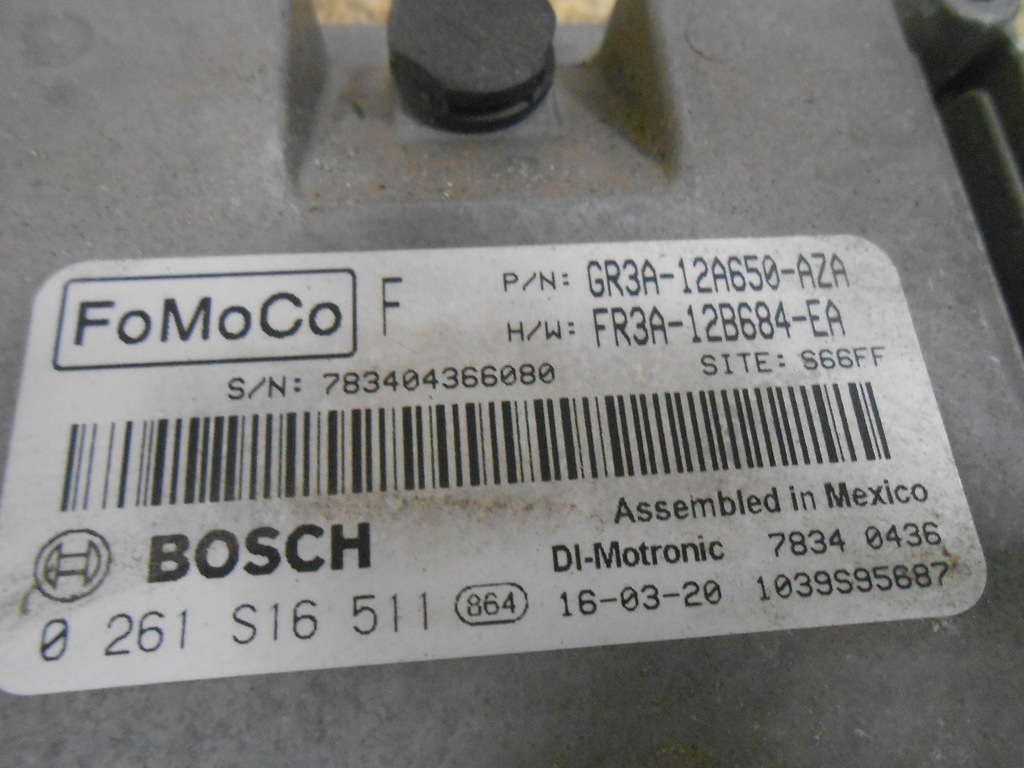 FoMoCo F P/N: GR3A-12A650-AZA
H/W: FR3A-12B684-EA
S/N: 783404366080 SITE: S66FF
Assembled in Mexico
BOSCH DI-Motronic 7834 0436
0 261 S16 511 864 16-03-20 1039S95687